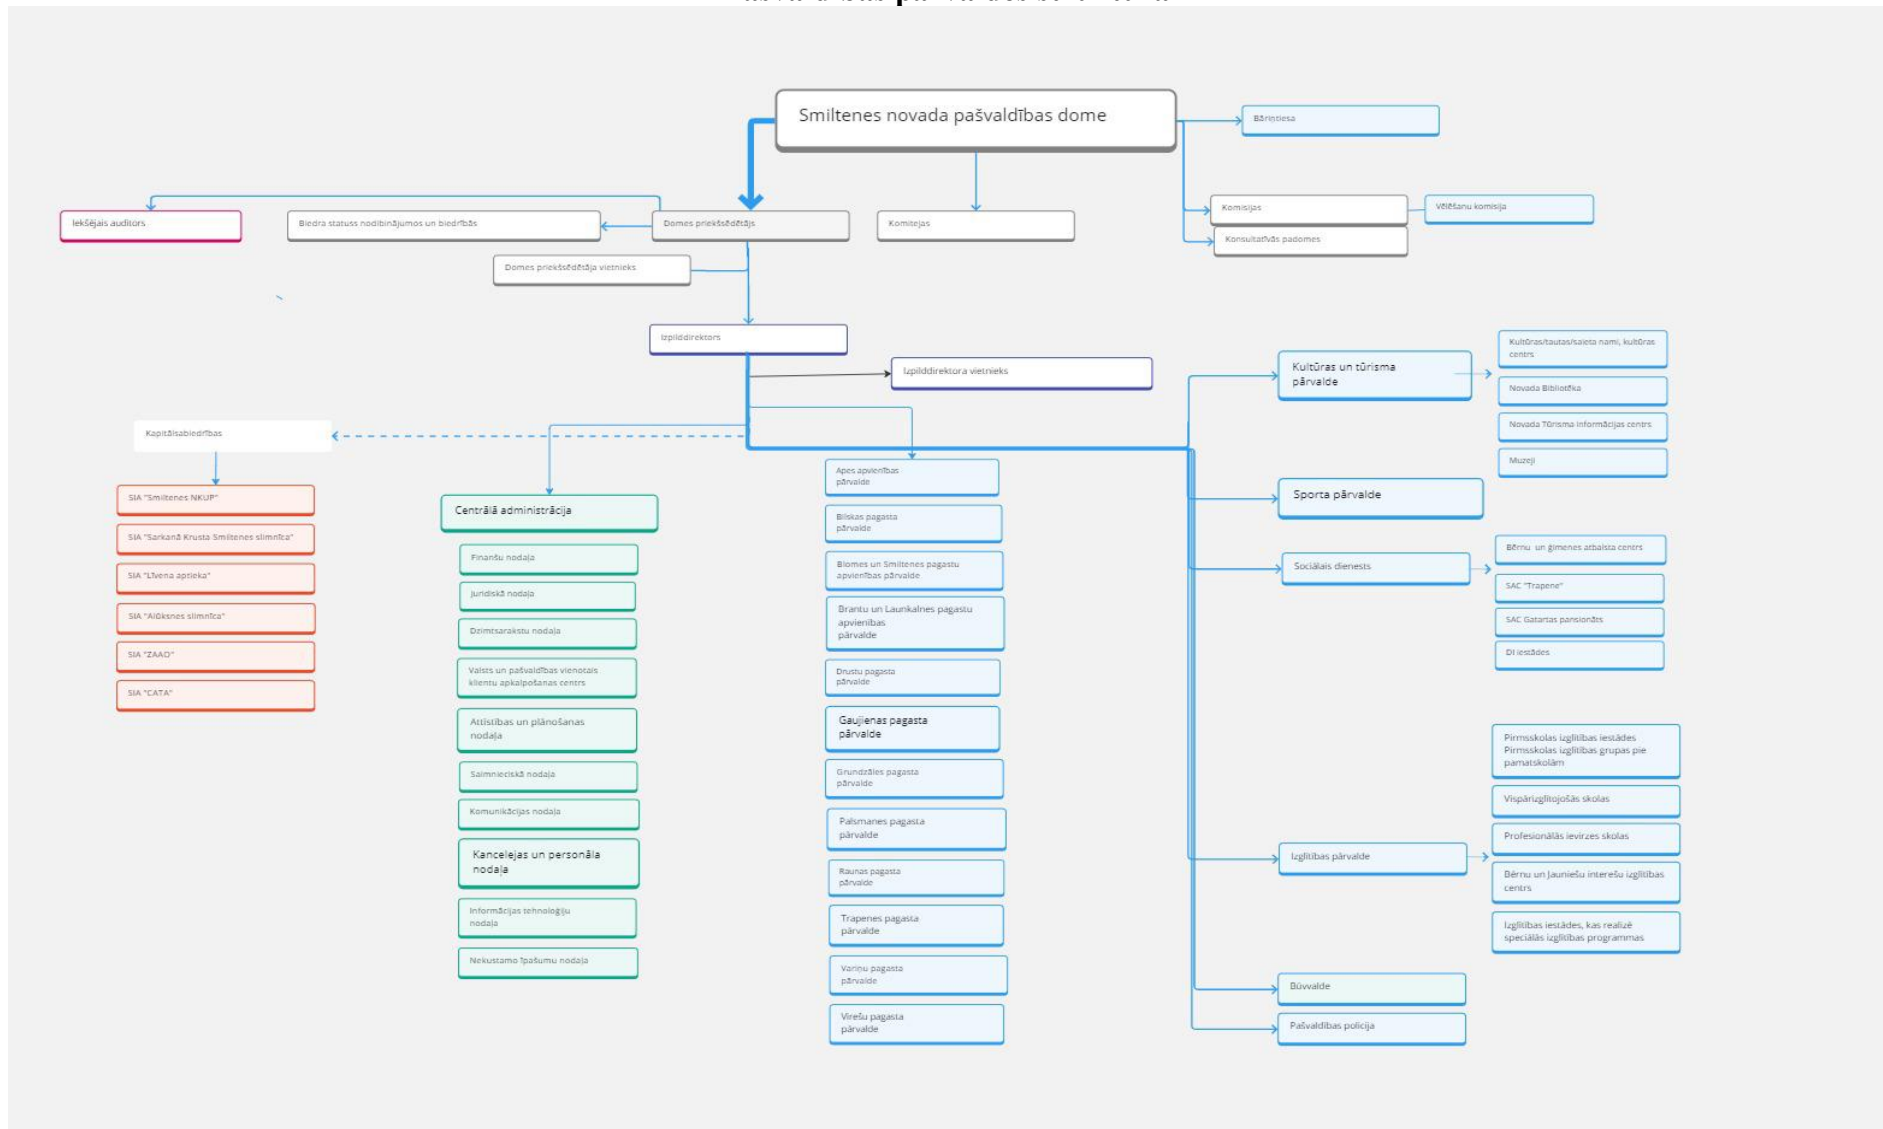 Smiltenes novada pašvaldības dome
Bāriņtiesa
Iekšējais auditors
Biedra statuss nodibinājumos un biedrībās
Domes priekšsēdētājs
Komitejas
Komisijas
Vēlēšanu komisija
Konsultatīvās padomes
Domes priekšsēdētāja vietnieks
Izpilddirektors
Izpilddirektora vietnieks
Kapitālsabiedrības
SIA "Smiltenes NKUP"
SIA "Sarkanā Krusta Smiltenes slimnīca"
SIA "Līvena aptieka"
SIA "Alūksnes slimnīca"
SIA "ZAAO"
SIA "CATA"
Centrālā administrācija
Finanšu nodaļa
Juridiskā nodaļa
Dzimtsarakstu nodaļa
Valsts un pašvaldības vienotais
klientu apkalpošanas centrs
Attīstības un plānošanas
nodaļa
Saimnieciskā nodaļa
Komunikācijas nodaļa
Kancelejas un personāla
nodaļa
Informācijas tehnoloģiju
nodaļa
Nekustamo īpašumu nodaļa
Apes apvienības
pārvalde
Bilskas pagasta
pārvalde
Blomes un Smiltenes pagastu
apvienības pārvalde
Brantu un Launkalnes pagastu
apvienības
pārvalde
Drustu pagasta
pārvalde
Gaujienas pagasta
pārvalde
Grundzāles pagasta
pārvalde
Palsmanes pagasta
pārvalde
Raunas pagasta
pārvalde
Trapenes pagasta
pārvalde
Variņu pagasta
pārvalde
Virešu pagasta
pārvalde
Kultūras un tūrisma
pārvalde
Kultūras/tautas/saieta nami, kultūras
centrs
Novada Bibliotēka
Novada Tūrisma informācijas centrs
Muzeji
Sporta pārvalde
Sociālais dienests
Bērnu un ģimenes atbalsta centrs
SAC "Trapene"
SAC Gatartas pansionāts
DI iestādes
Izglītības pārvalde
Pirmsskolas izglītības iestādes
Pirmsskolas izglītības grupas pie
pamatskolām
Vispārizglītojošās skolas
Profesionālās ievirzes skolas
Bērnu un Jauniešu interešu izglītības
centrs
Izglītības iestādes, kas realizē
speciālās izglītības programmas
Būvvalde
Pašvaldības policija